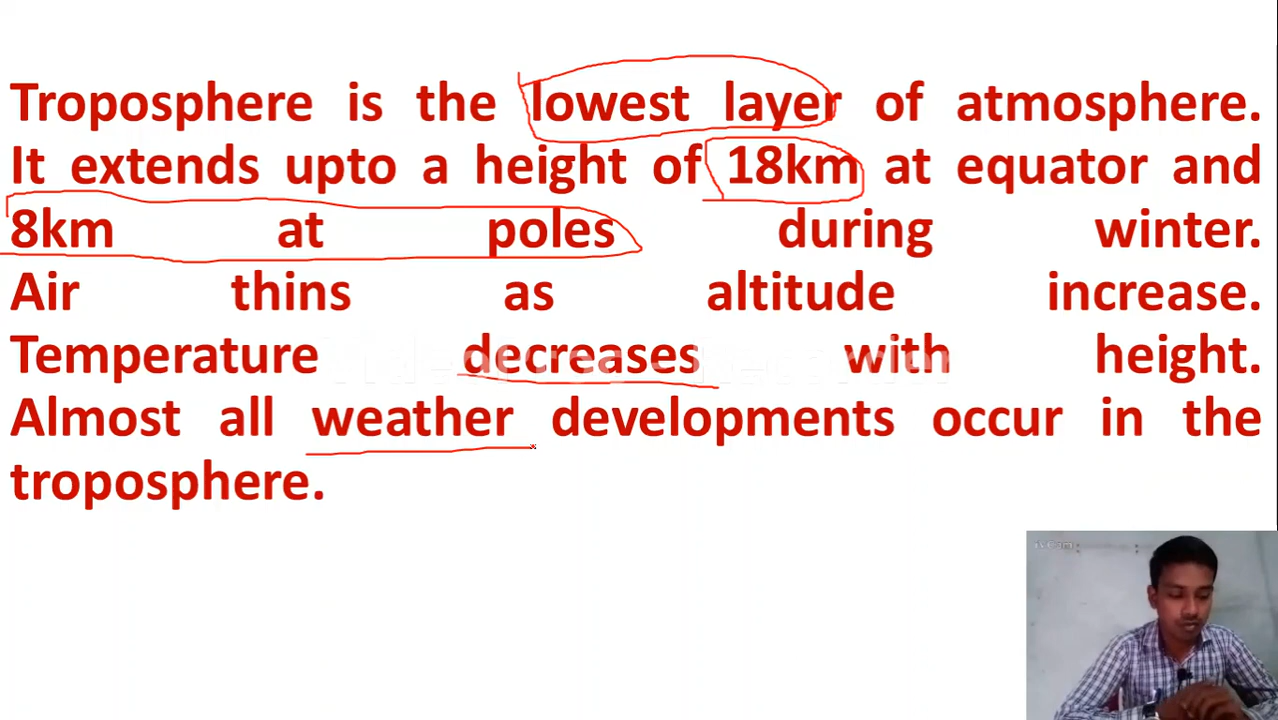 Troposphere is the lowest layer of atmosphere.
It extends upto a height of 18km at equator and
8km at poles during winter.
Air thins as altitude increase.
Temperature decreases with height.
Almost all weather developments occur in the
troposphere.